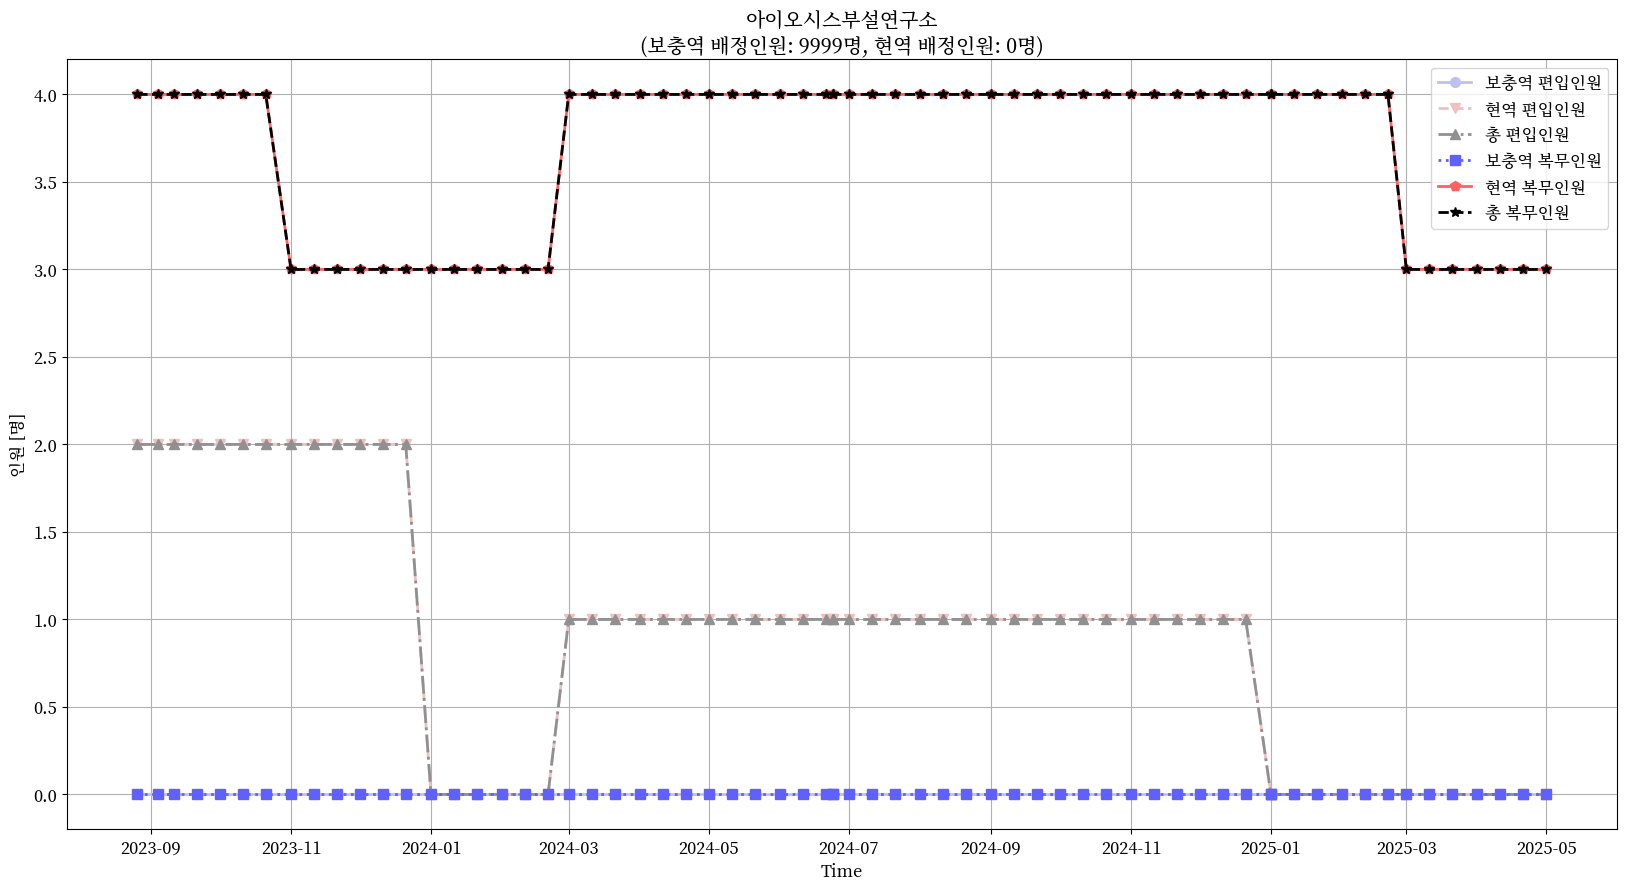 아이오시스부설연구소
(보충역 배정인원: 9999명, 현역 배정인원: 0명)
보충역 편입인원
현역 편입인원
총 편입인원
보충역 복무인원
현역 복무인원
총 복무인원
4.0
3.5
3.0
2.5
2.0
1.5
1.0
0.5
0.0
인원 [명]
2023-09
2023-11
2024-01
2024-03
2024-05
2024-07
2024-09
2024-11
2025-01
2025-03
2025-05
Time